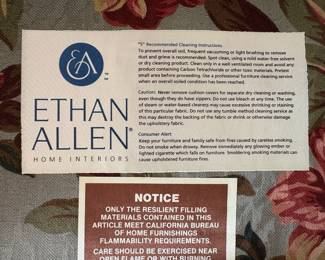 EA
ETHAN
ALLEN®
HOME INTERIORS
"S" Recommended Cleaning Instructions
To prevent overall soil, frequent vacuuming or light brushing to remove
dust and grime is recommended. Spot clean, using a mild water-free solvent
or dry cleaning product. Clean only in a well ventilated room and avoid any
product containing Carbon Tetrachloride or other toxic materials. Pretest
small area before proceeding. Use a professional furniture cleaning service
when an overall soiled condition has been reached.
Caution: Never remove cushion covers for separate dry cleaning or washing,
even though they do have zippers. Do not use bleach at any time. The use
of steam or water-based cleaning may cause excessive shrinking or staining
of this particular fabric. Do not use any tumble method cleaning service as
this may destroy the backing of the fabric or shrink or otherwise damage
the upholstery fabric.
Consumer Alert
Keep your furniture and family safe from fires caused by careless smoking.
Do not smoke when drowsy. Remove immediately any glowing ember or
lighted cigarette which falls on furniture. Smoldering smoking materials can
cause upholstered furniture fires.
NOTICE
ONLY THE RESILIENT FILLING
MATERIALS CONTAINED IN THIS
ARTICLE MEET CALIFORNIA BUREAU
OF HOME FURNISHINGS
FLAMMABILITY REQUIREMENTS.
CARE SHOULD BE EXERCISED NEAR
OPEN FLAME OR WITH BURNING